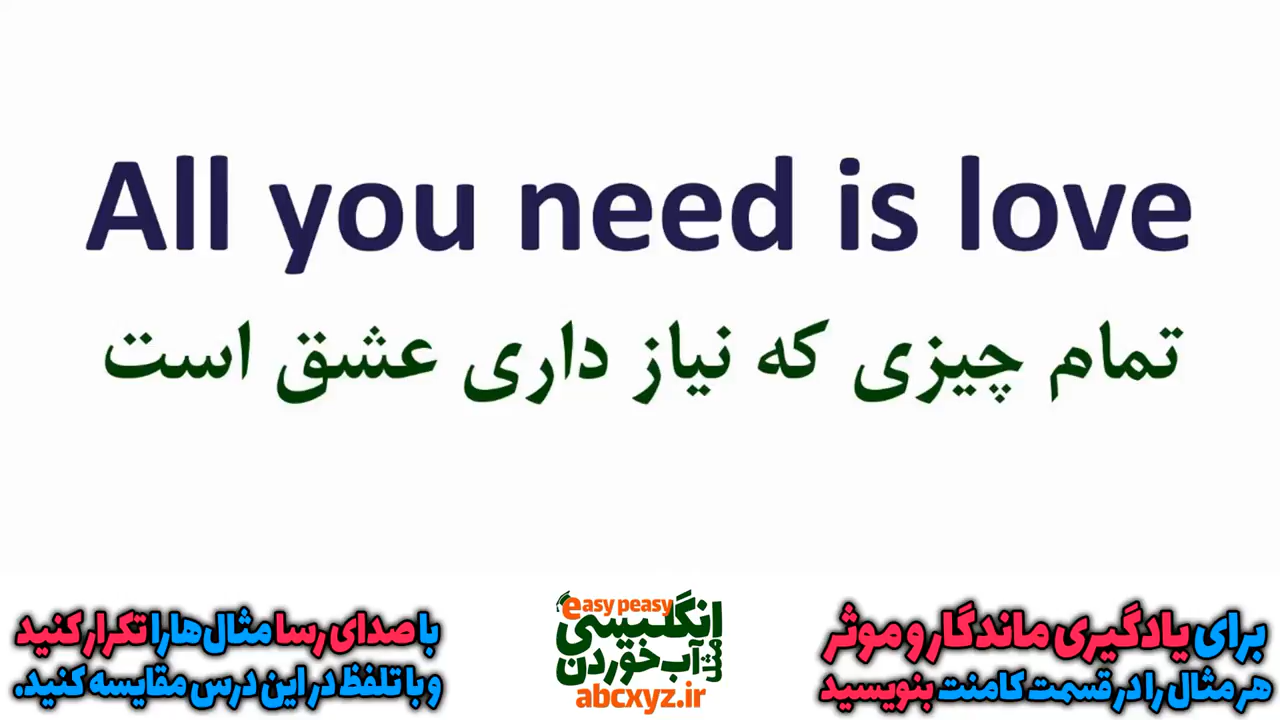 All you need is love
تمام چیزی که نیاز داری عشق است
برای یادگیری ماندگار و موثر
هر مثال را در قسمت کامنت بنویسید
easy peasy
انگلیسی
مثل آب خوردن
abcxyz.ir
با صدای رسا مثال‌ها را تکرار کنید
و با تلفظ در این درس مقایسه کنید.